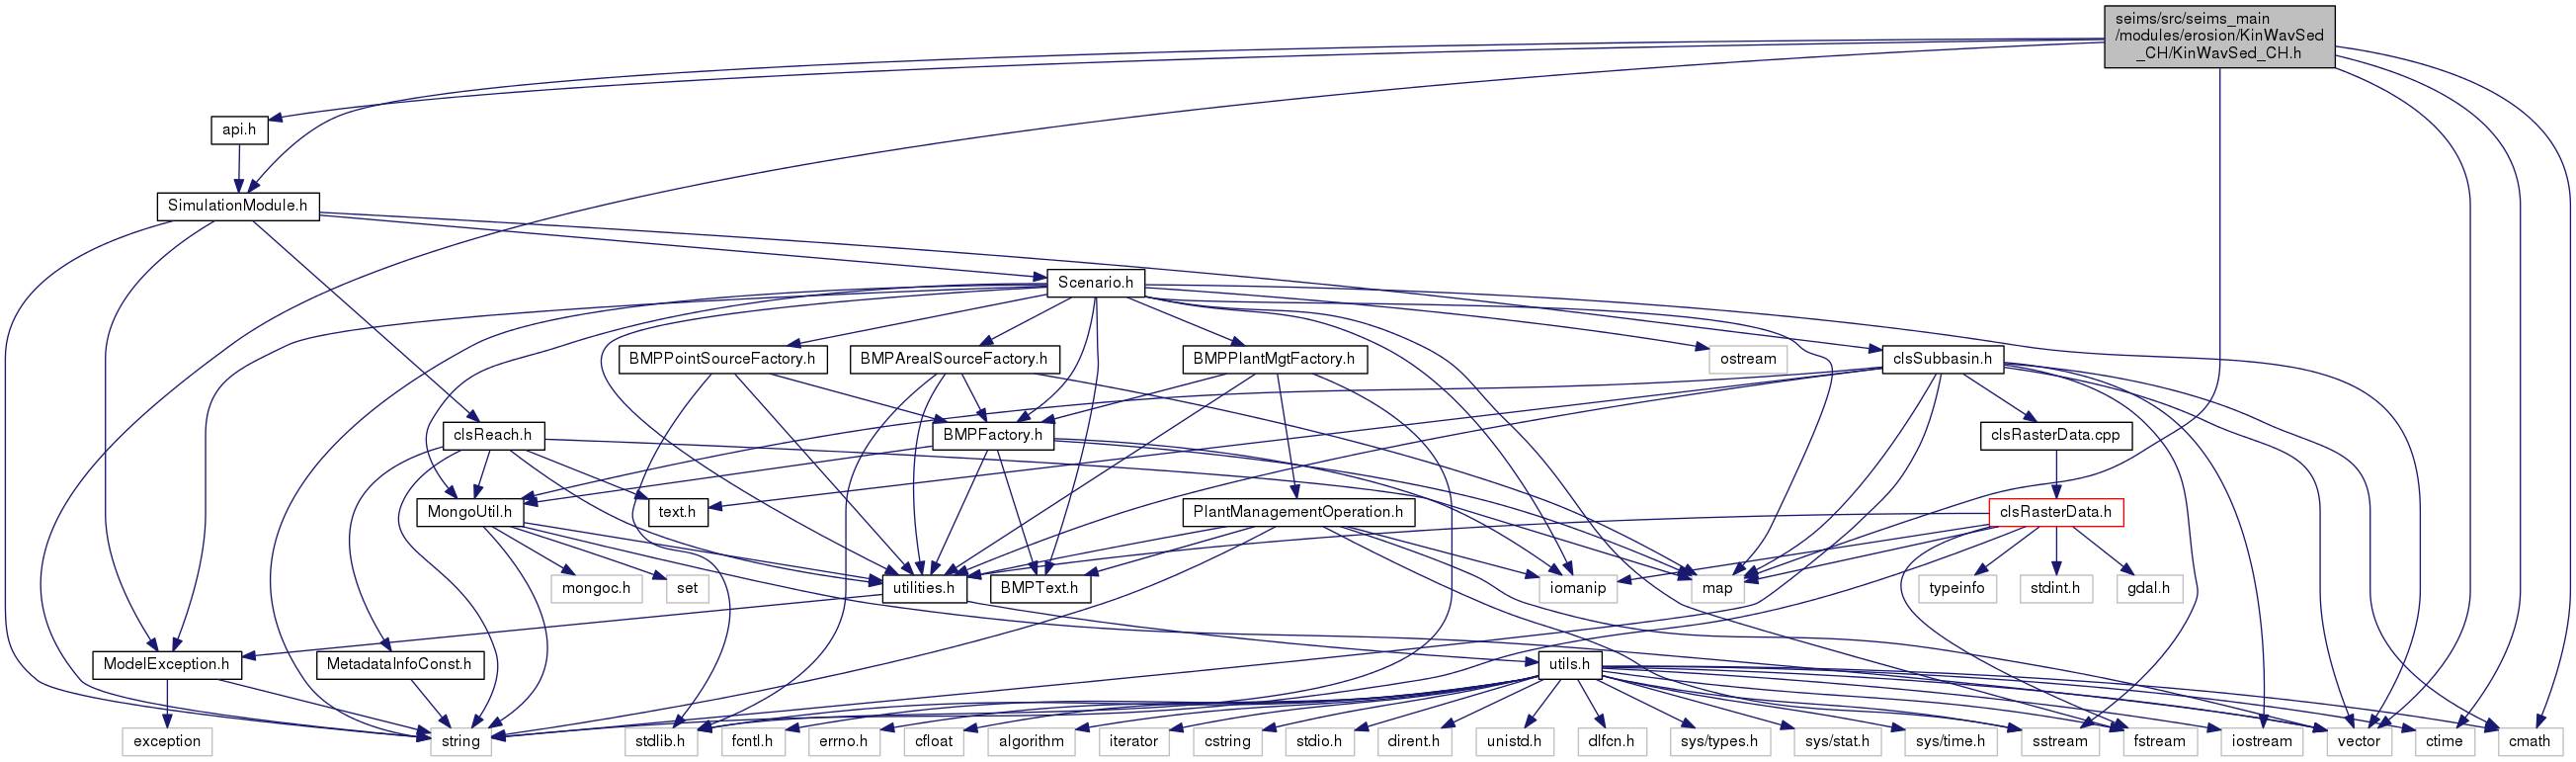 seims/src/seims_main
/modules/erosion/KinWavSed
_CH/KinWavSed_CH.h
api.h
SimulationModule.h
Scenario.h
BMPPointSourceFactory.h
BMPArealSourceFactory.h
BMPPlantMgtFactory.h
ostream
clsSubbasin.h
clsReach.h
BMPFactory.h
clsRasterData.cpp
MongoUtil.h
text.h
PlantManagementOperation.h
clsRasterData.h
mongoc.h
set
utilities.h
BMPText.h
iomanip
map
typeinfo
stdint.h
gdal.h
ModelException.h
MetadataInfoConst.h
utils.h
exception
string
stdlib.h
fcntl.h
errno.h
cfloat
algorithm
iterator
cstring
stdio.h
dirent.h
unistd.h
dlfcn.h
sys/types.h
sys/stat.h
sys/time.h
sstream
fstream
iostream
vector
ctime
cmath